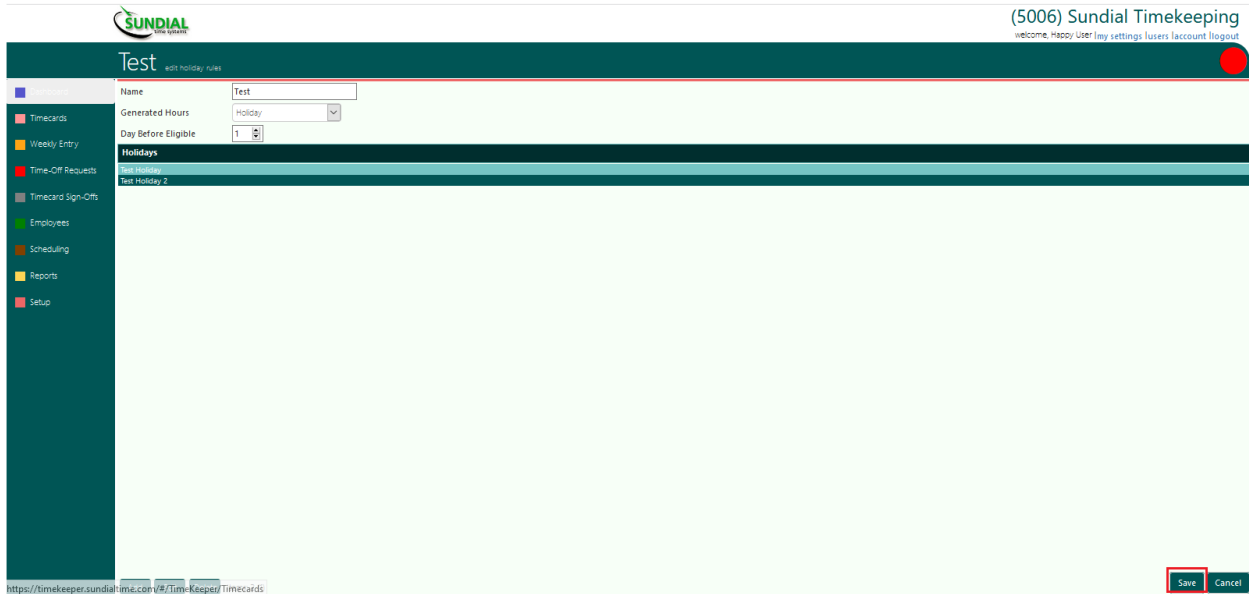 SUNDIAL
time systems
(5006) Sundial Timekeeping
welcome, Happy User |my settings |users |account |logout
Test edit holiday rules
Dashboard
Name Test
Generated Hours Holiday
Day Before Eligible 1
Holidays
Test Holiday
Test Holiday 2
Timecards
Weekly Entry
Time-Off Requests
Timecard Sign-Offs
Employees
Scheduling
Reports
Setup
https://timekeeper.sundialtime.com/#/TimeKeeper/Timecards
Save Cancel